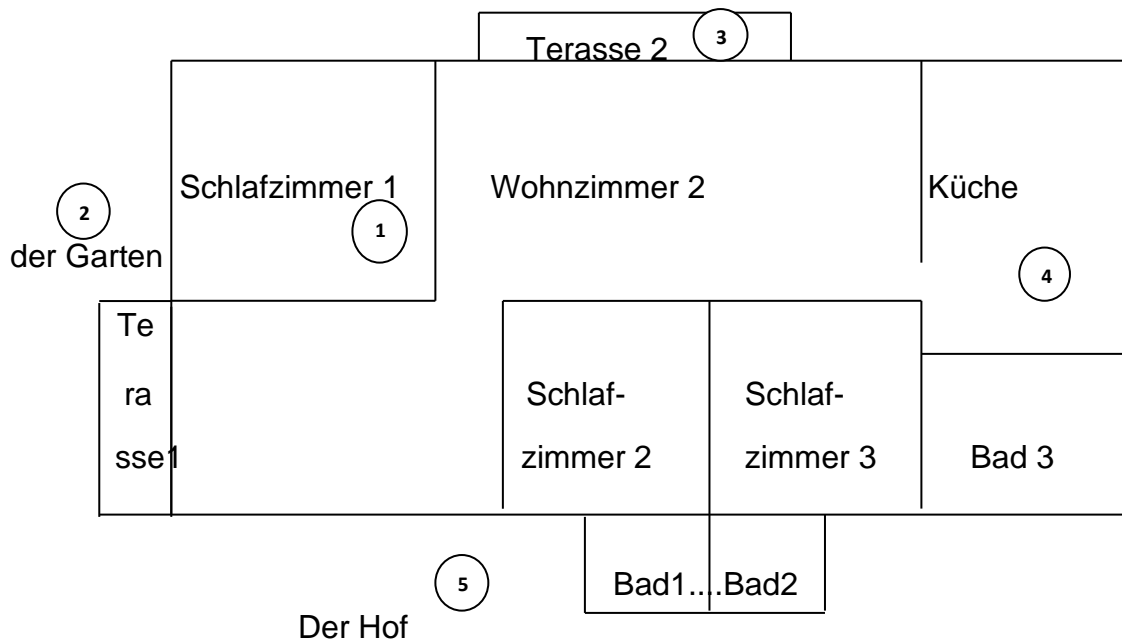 Terasse 2 3
Schlafzimmer 1 Wohnzimmer 2 Küche
2
1
der Garten
4
Te
ra Schlaf- Schlaf-
sse1 zimmer 2 zimmer 3 Bad 3
5 Bad1....Bad2
Der Hof